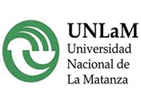 UNLaM
Universidad
Nacional de
La Matanza